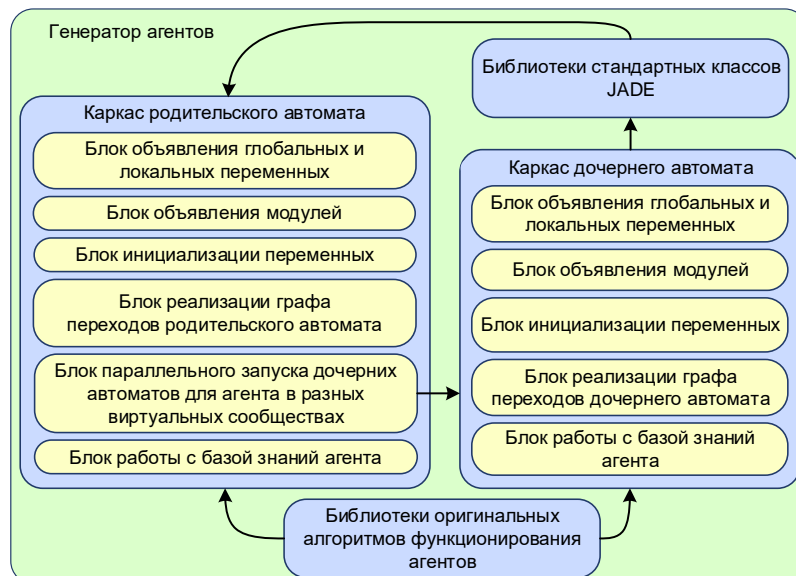 Генератор агентов
Библиотеки стандартных классов
JADE
Каркас родительского автомата
Блок объявления глобальных и
локальных переменных
Блок объявления модулей
Блок инициализации переменных
Блок реализации графа
переходов родительского автомата
Блок параллельного запуска дочерних
автоматов для агента в разных
виртуальных сообществах
Блок работы с базой знаний агента
Каркас дочернего автомата
Блок объявления глобальных и
локальных переменных
Блок объявления модулей
Блок инициализации переменных
Блок реализации графа
переходов дочернего автомата
Блок работы с базой знаний
агента
Библиотеки оригинальных
алгоритмов функционирования
агентов